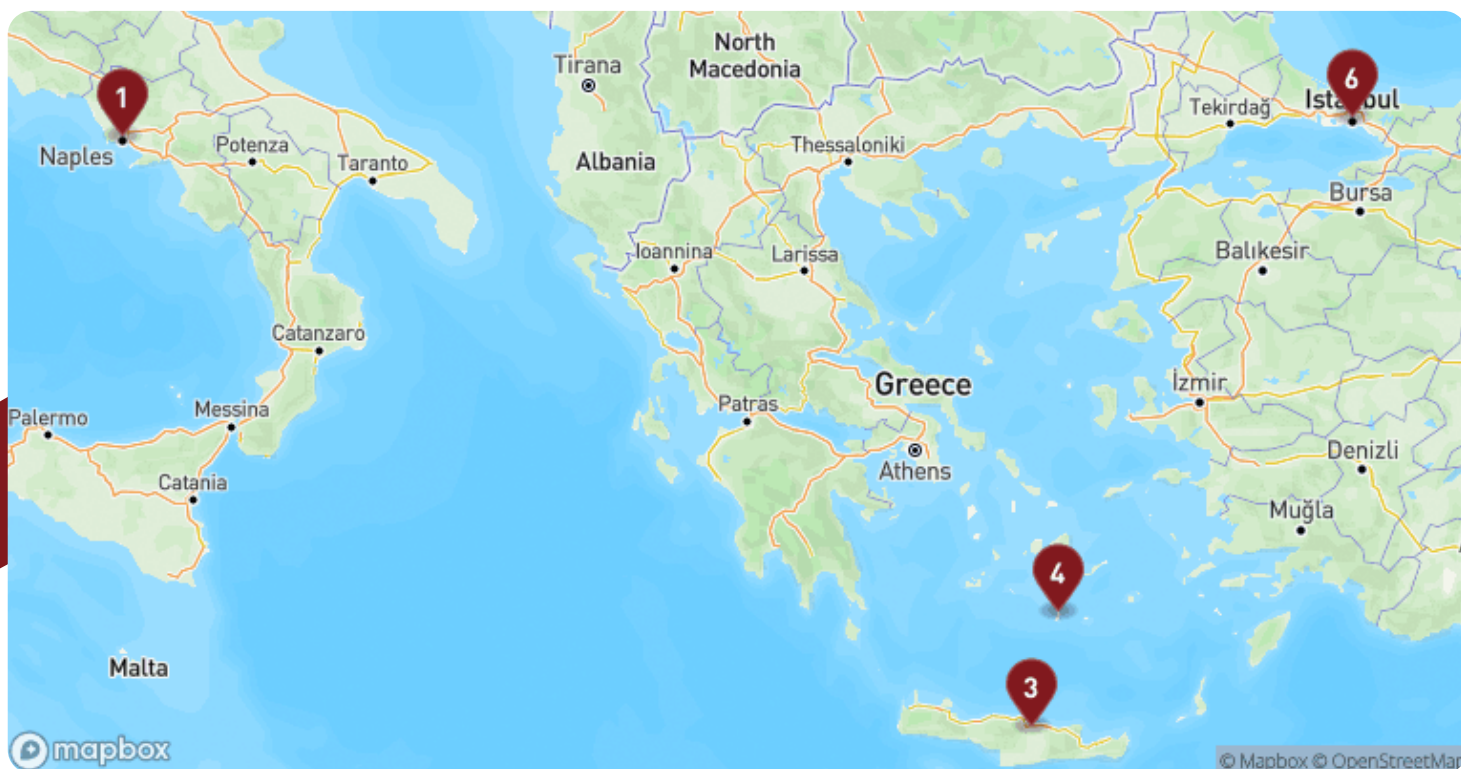 North
Macedonia
Tirana
1
6
Istanbul
Tekirdağ
Naples
Potenza
Taranto
Albania
Thessaloniki
Bursa
Ioannina
Larissa
Balıkesir
Catanzaro
Greece
İzmir
Palermo
Messina
Patras
Athens
Denizli
Catania
Muğla
4
Malta
3
mapbox
© Mapbox © OpenStreetMap